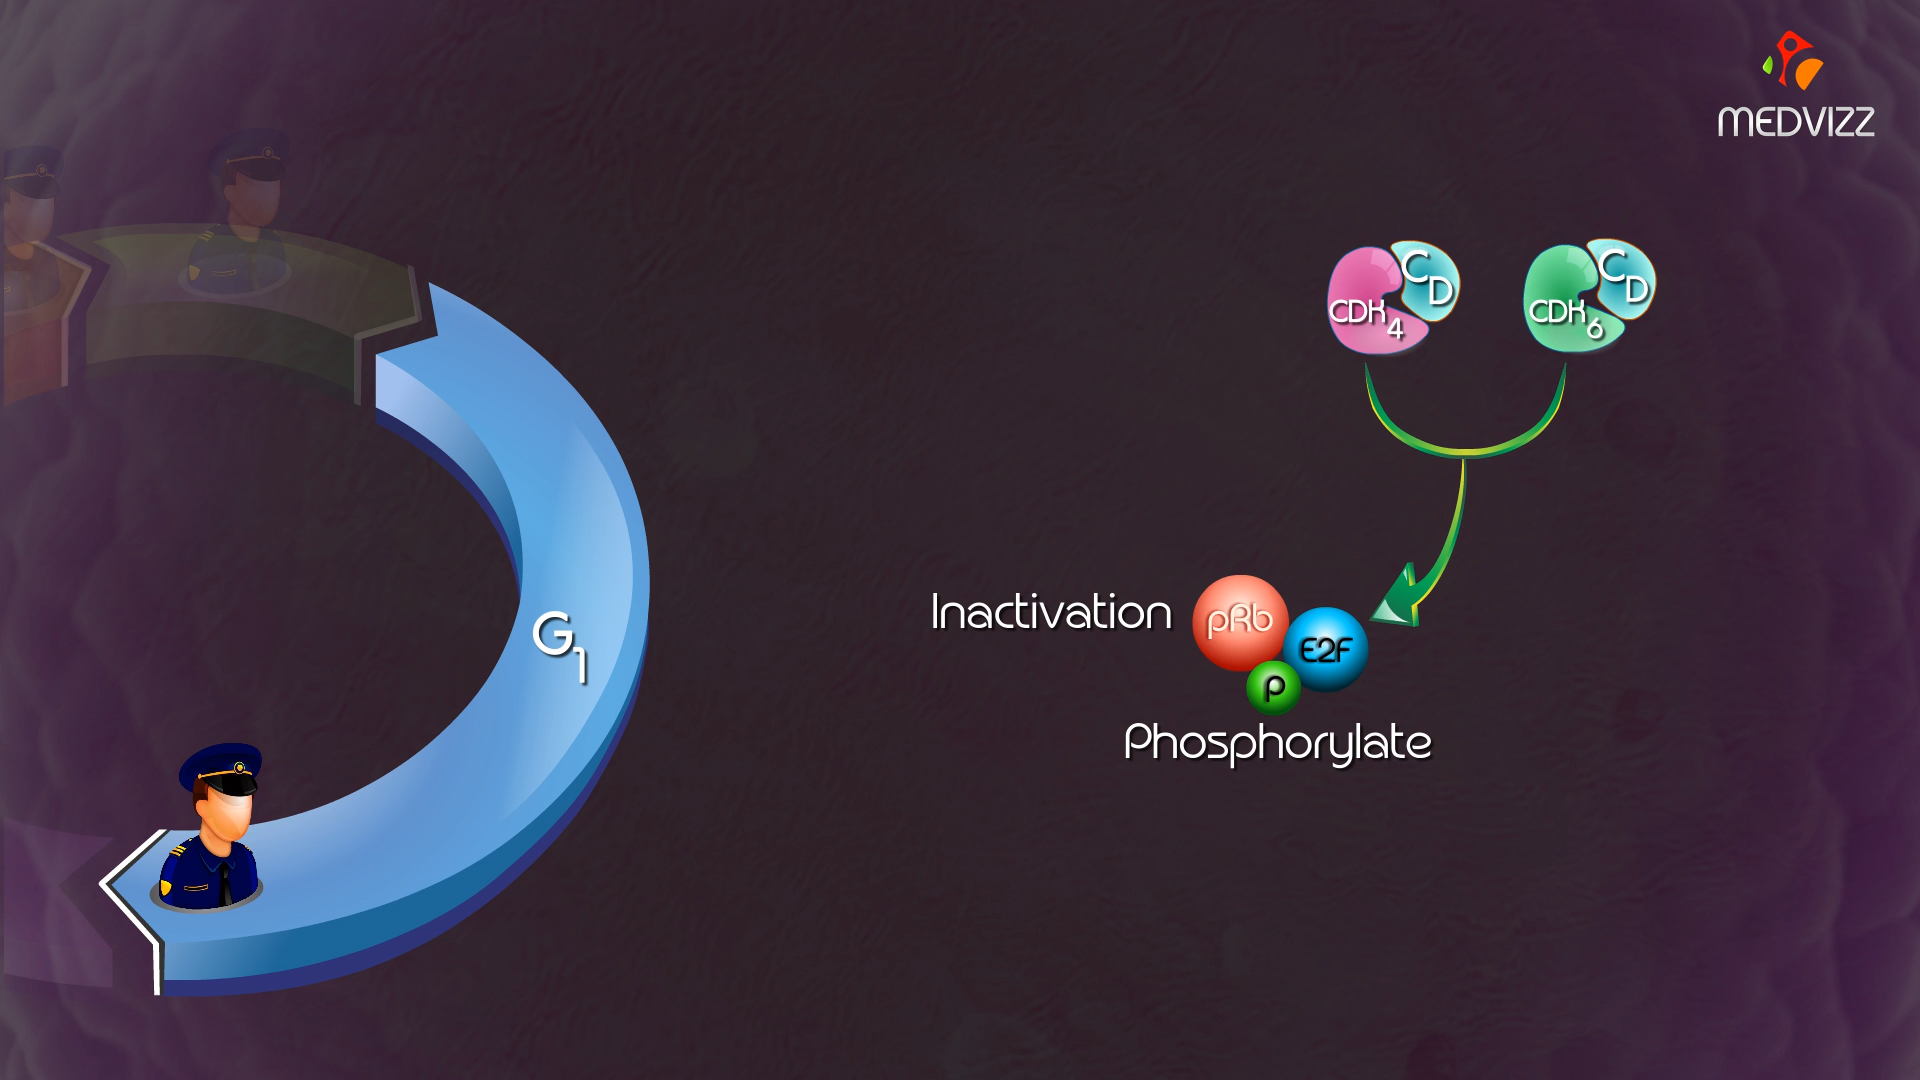 MEDVIZZ
CD
CDK4
CD
CDK6
Inactivation
pRb
E2F
P
Phosphorylate
G1